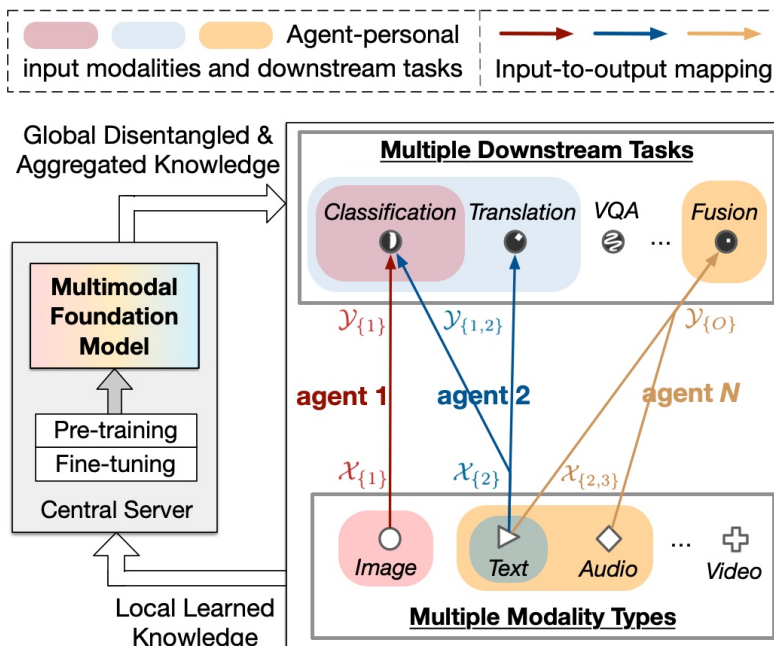 Agent-personal
input modalities and downstream tasks
Input-to-output mapping
Global Disentangled &
Aggregated Knowledge
Multimodal
Foundation
Model
Pre-training
Fine-tuning
Central Server
Local Learned
Knowledge
Multiple Downstream Tasks
Classification
Translation
VQA
...
Fusion
𝒴{1}
𝒴{1,2}
𝒴{O}
agent 1
agent 2
agent N
𝒳{1}
𝒳{2}
𝒳{2,3}
Image
Text
Audio
...
Video
Multiple Modality Types